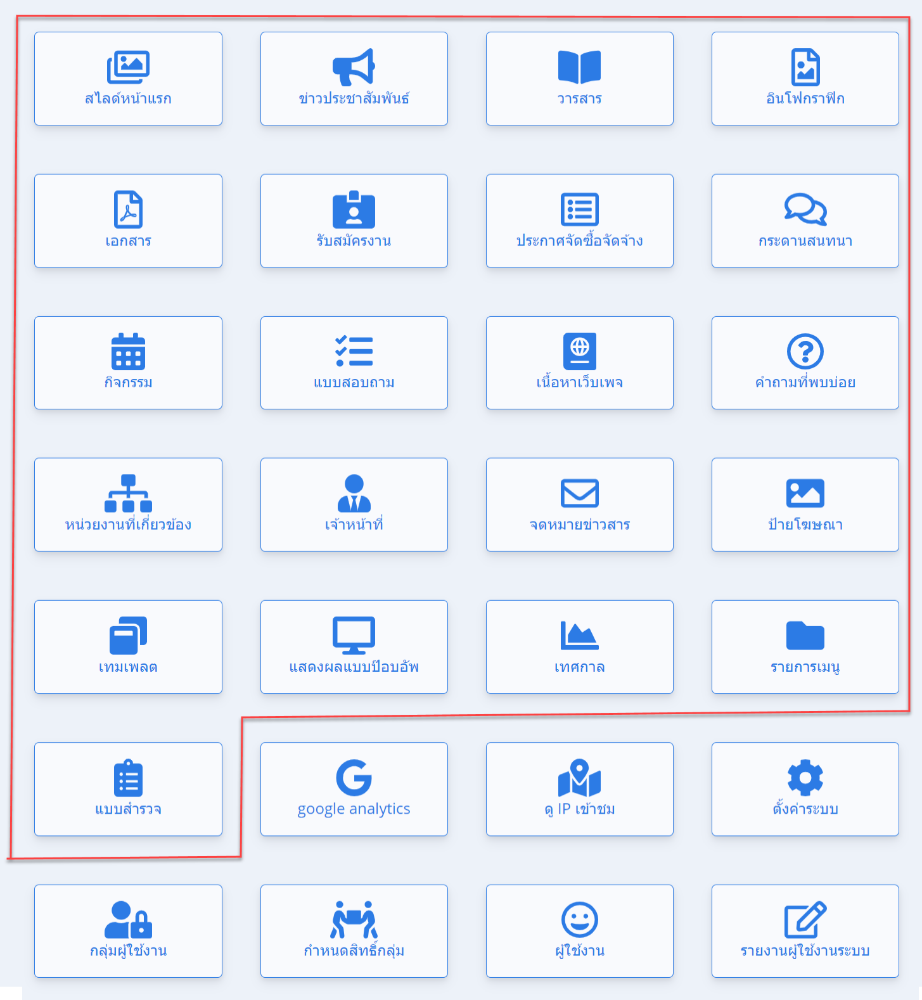 สไลด์หน้าแรก
ข่าวประชาสัมพันธ์
วารสาร
อินโฟกราฟิก
เอกสาร
รับสมัครงาน
ประกาศจัดซื้อจัดจ้าง
กระดานสนทนา
กิจกรรม
แบบสอบถาม
เนื้อหาเว็บเพจ
คำถามที่พบบ่อย
หน่วยงานที่เกี่ยวข้อง
เจ้าหน้าที่
จดหมายข่าวสาร
ป้ายโฆษณา
เทมเพลต
แสดงผลแบบป๊อบอัพ
เทศกาล
รายการเมนู
แบบสำรวจ
google analytics
ดู IP เข้าชม
ตั้งค่าระบบ
กลุ่มผู้ใช้งาน
กำหนดสิทธิ์กลุ่ม
ผู้ใช้งาน
รายงานผู้ใช้งานระบบ